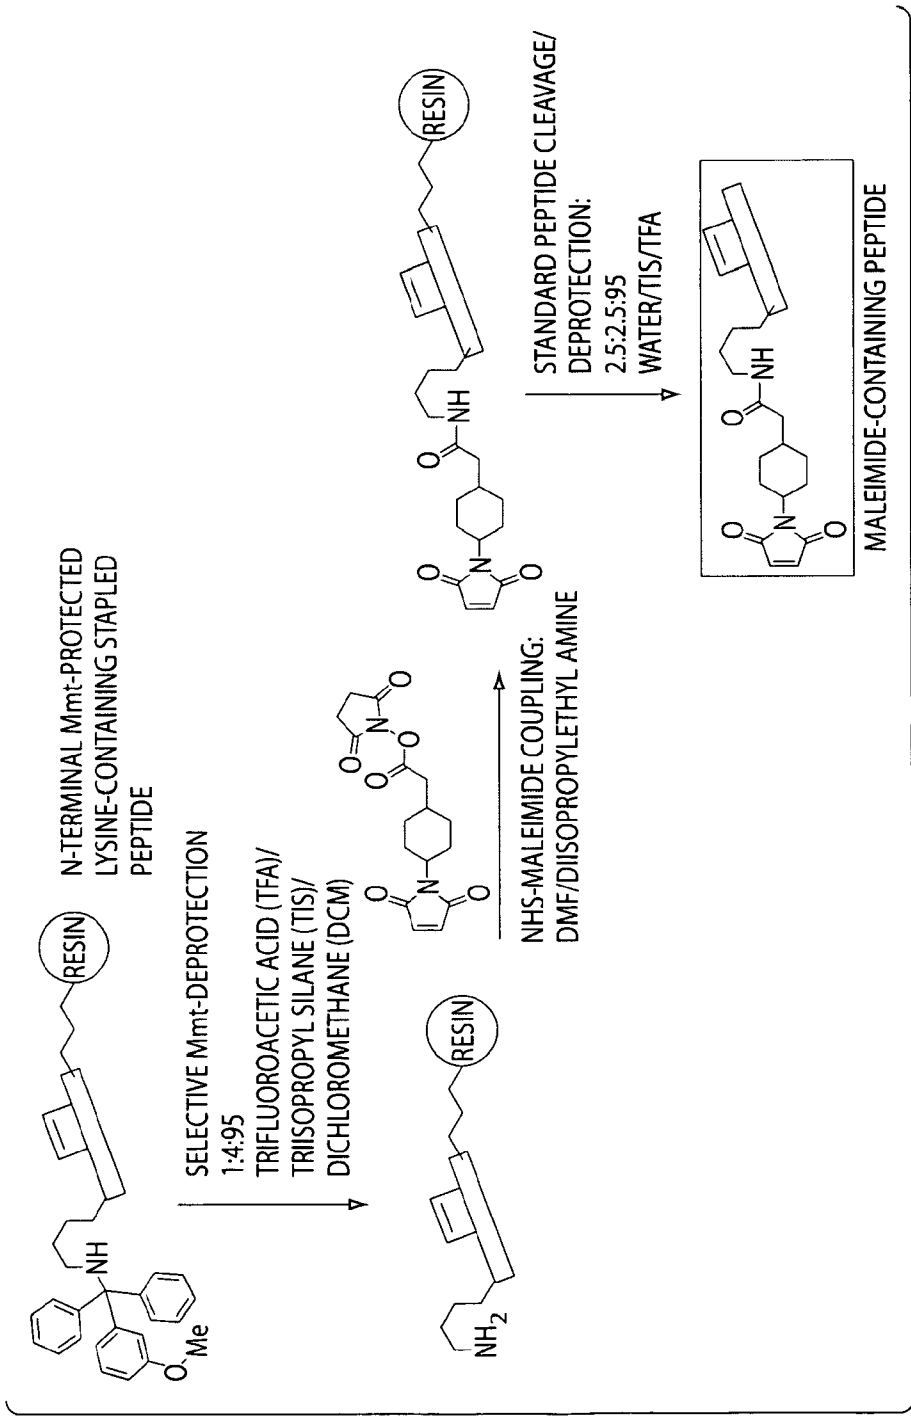 N-TERMINAL Mmt-PROTECTED
LYSINE-CONTAINING STAPLED
PEPTIDE
RESIN
NH
O
Me
SELECTIVE Mmt-DEPROTECTION
1:4:95
TRIFLUOROACETIC ACID (TFA)/
TRIISOPROPYL SILANE (TIS)/
DICHLOROMETHANE (DCM)
RESIN
NH2
O
N
O
O
O
O
N
O
NHS-MALEIMIDE COUPLING:
DMF/DIISOPROPYLETHYL AMINE
RESIN
NH
O
O
N
O
STANDARD PEPTIDE CLEAVAGE/
DEPROTECTION:
2.5:2.5:95
WATER/TIS/TFA
NH
O
O
N
O
MALEIMIDE-CONTAINING PEPTIDE